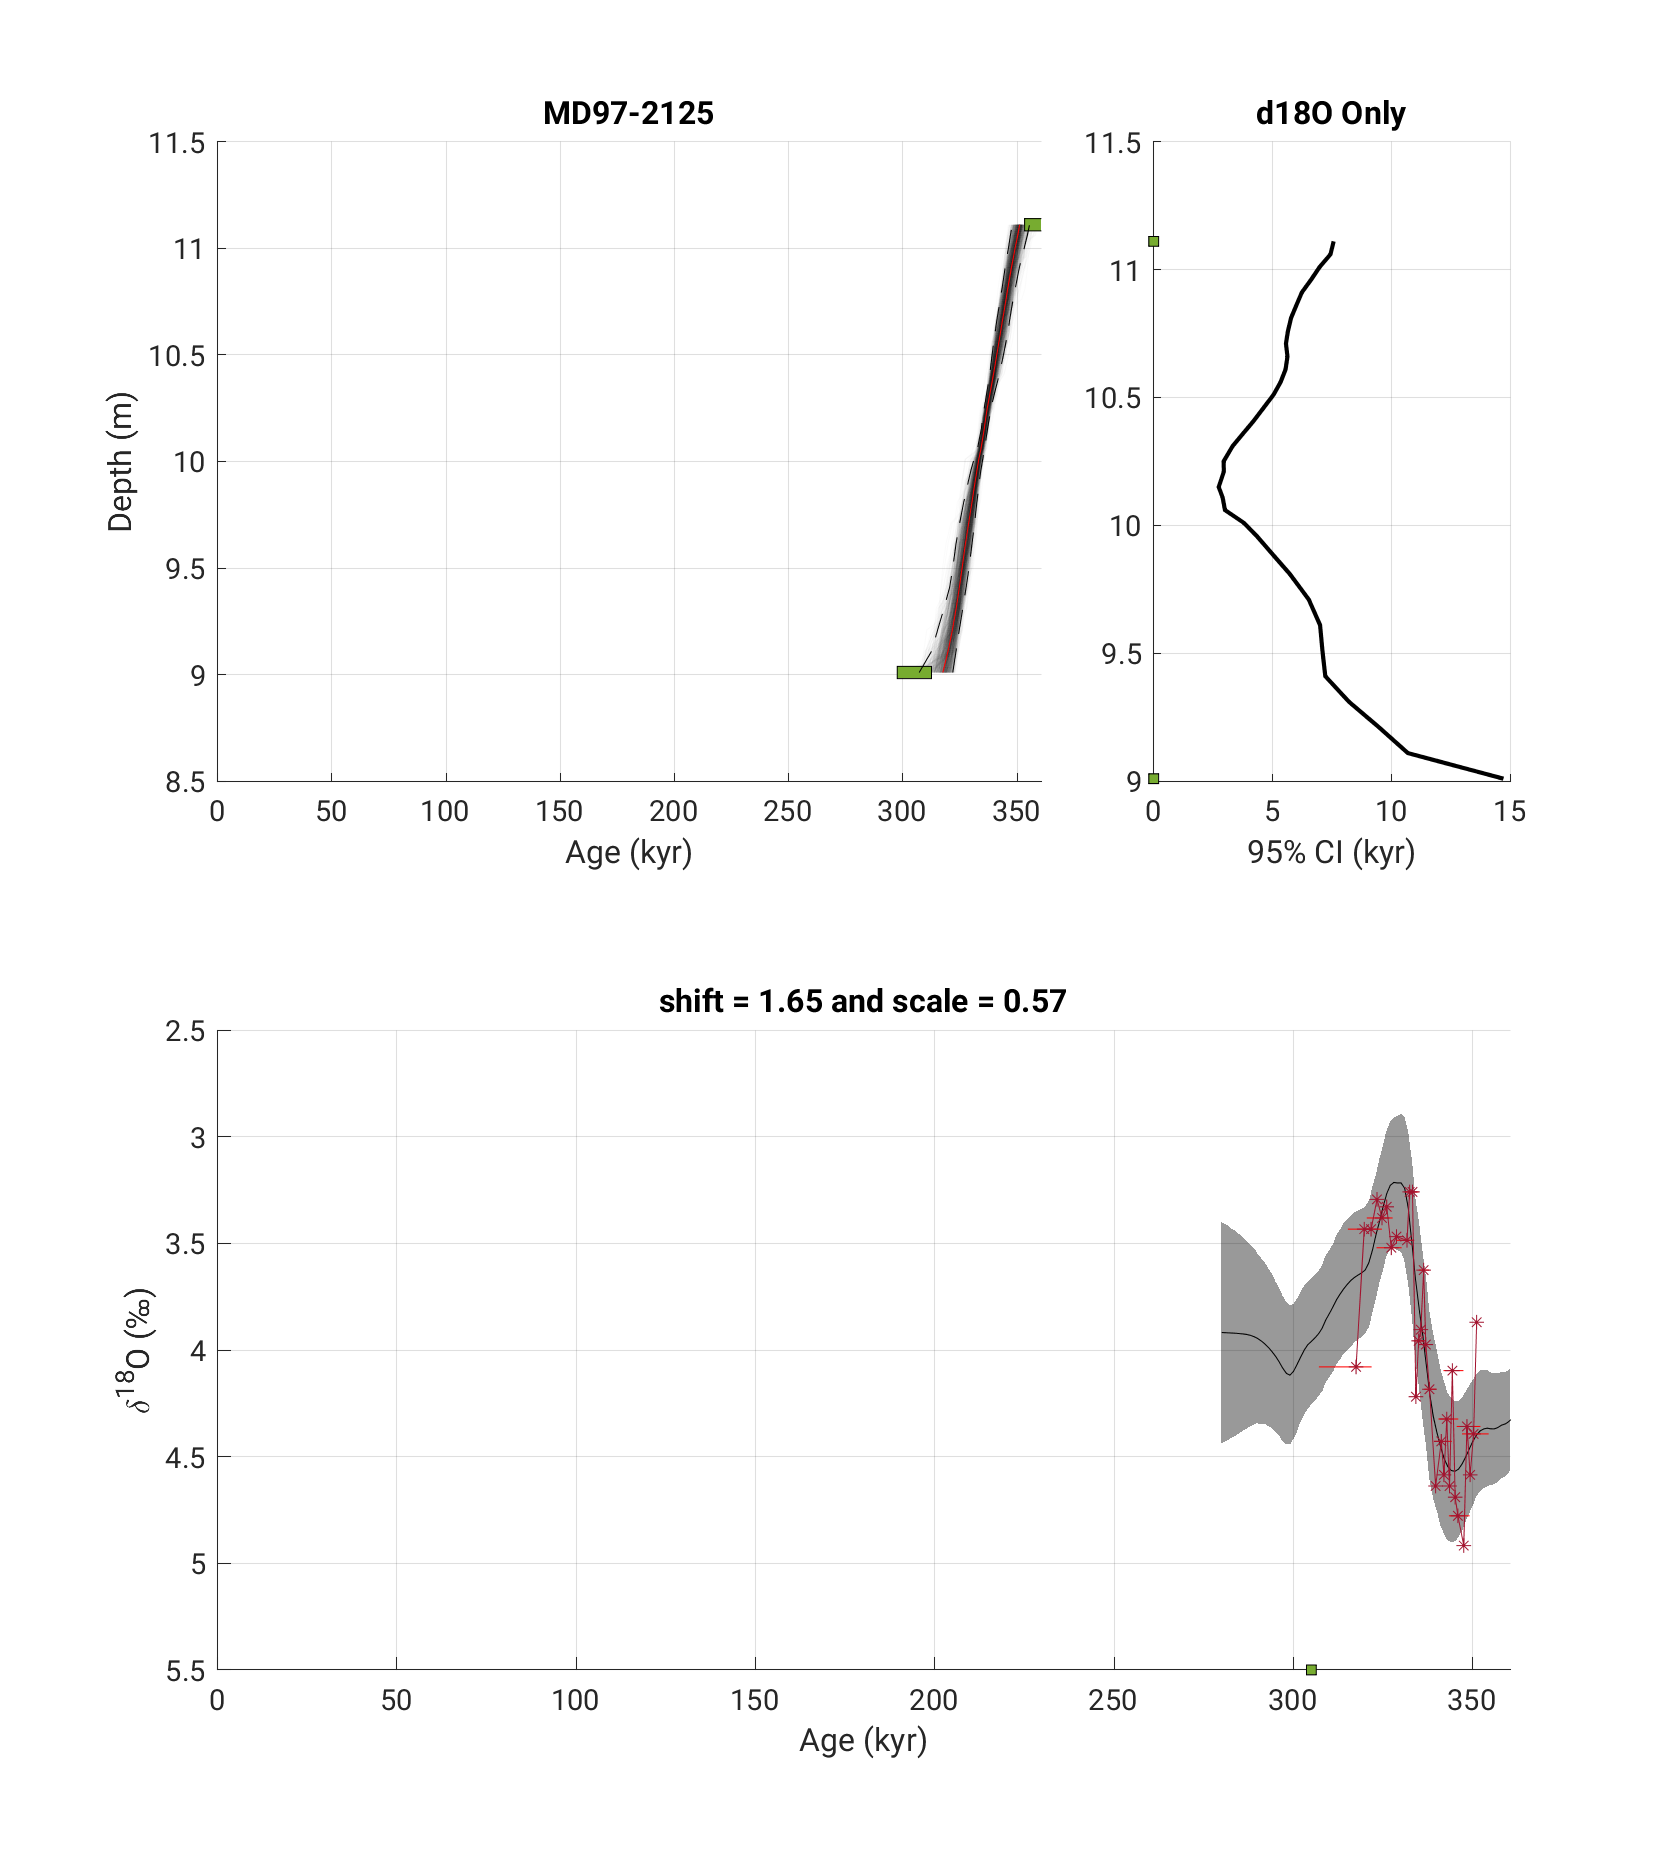 MD97-2125
11.5
11
10.5
10
9.5
9
8.5
Depth (m)
0 50 100 150 200 250 300 350
Age (kyr)
d18O Only
11.5
11
10.5
10
9.5
9
0 5 10 15
95% CI (kyr)
shift = 1.65 and scale = 0.57
2.5
3
3.5
4
4.5
5
5.5
δ18O (‰)
0 50 100 150 200 250 300 350
Age (kyr)